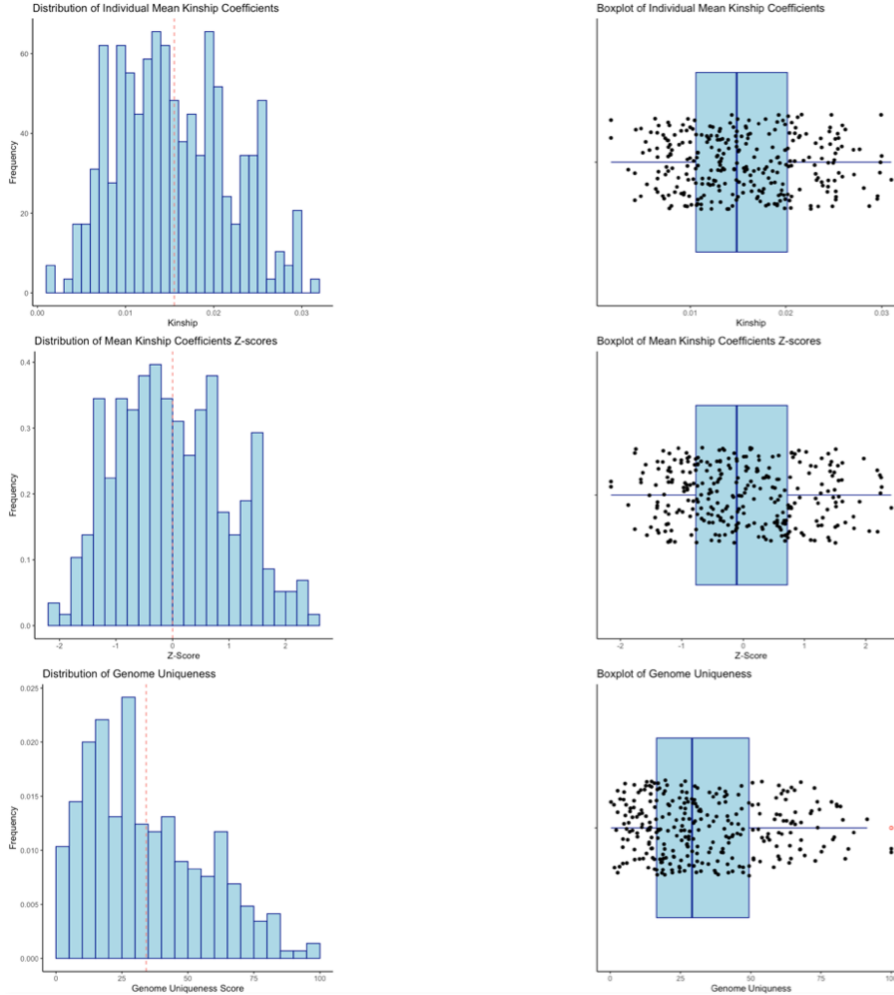 Distribution of Individual Mean Kinship Coefficients
Frequency
60
40
20
0
0.00 0.01 0.02 0.03
Kinship
Boxplot of Individual Mean Kinship Coefficients
0.01 0.02 0.03
Kinship
Distribution of Mean Kinship Coefficients Z-scores
Frequency
0.4
0.3
0.2
0.1
0.0
-2 -1 0 1 2
Z-Score
Boxplot of Mean Kinship Coefficients Z-scores
-2 -1 0 1 2
Z-Score
Distribution of Genome Uniqueness
Frequency
0.025
0.020
0.015
0.010
0.005
0.000
0 25 50 75 100
Genome Uniqueness Score
Boxplot of Genome Uniqueness
0 25 50 75
Genome Uniqueness